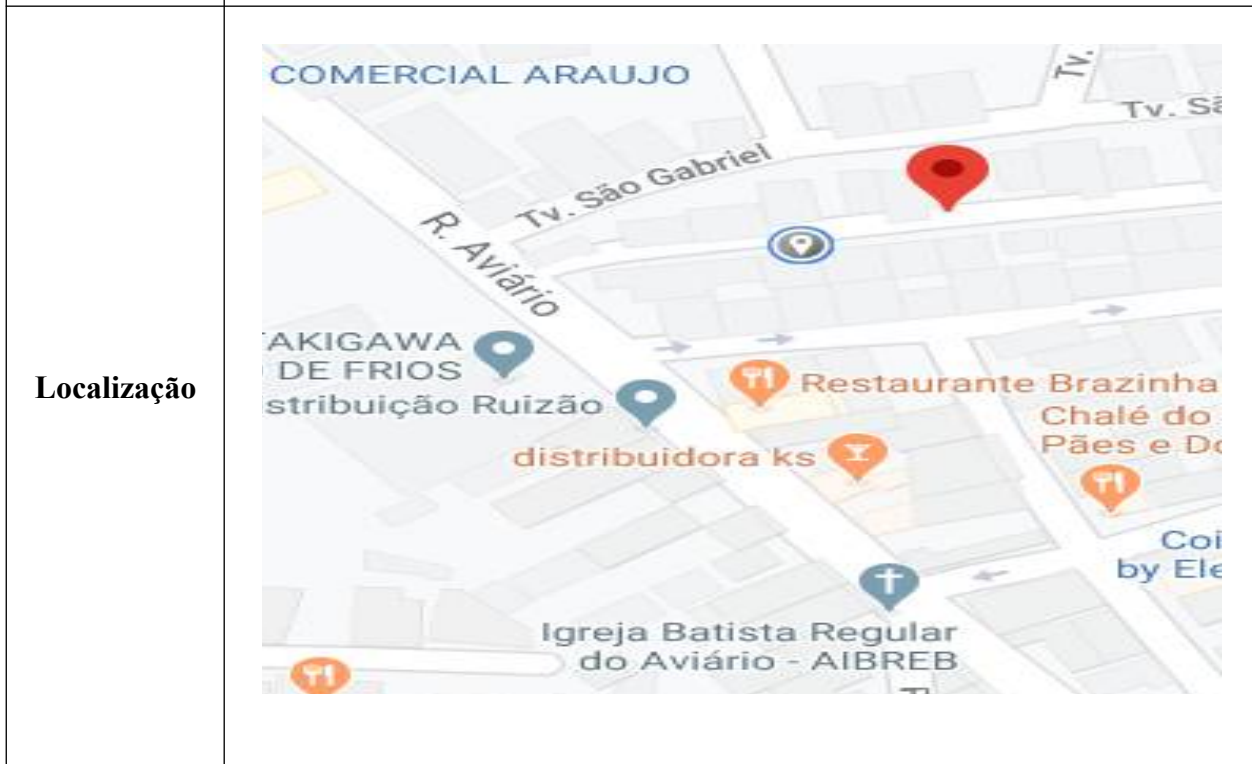 COMERCIAL ARAUJO
Tv.
Tv. Sã
Tv. São Gabriel
R. Aviário
TAKIGAWA
O DE FRIOS
Localização
stribuição Ruizão
Restaurante Brazinha
Chalé do
Pães e Do
distribuidora ks
Coi
by Ele
Igreja Batista Regular
do Aviário - AIBREB